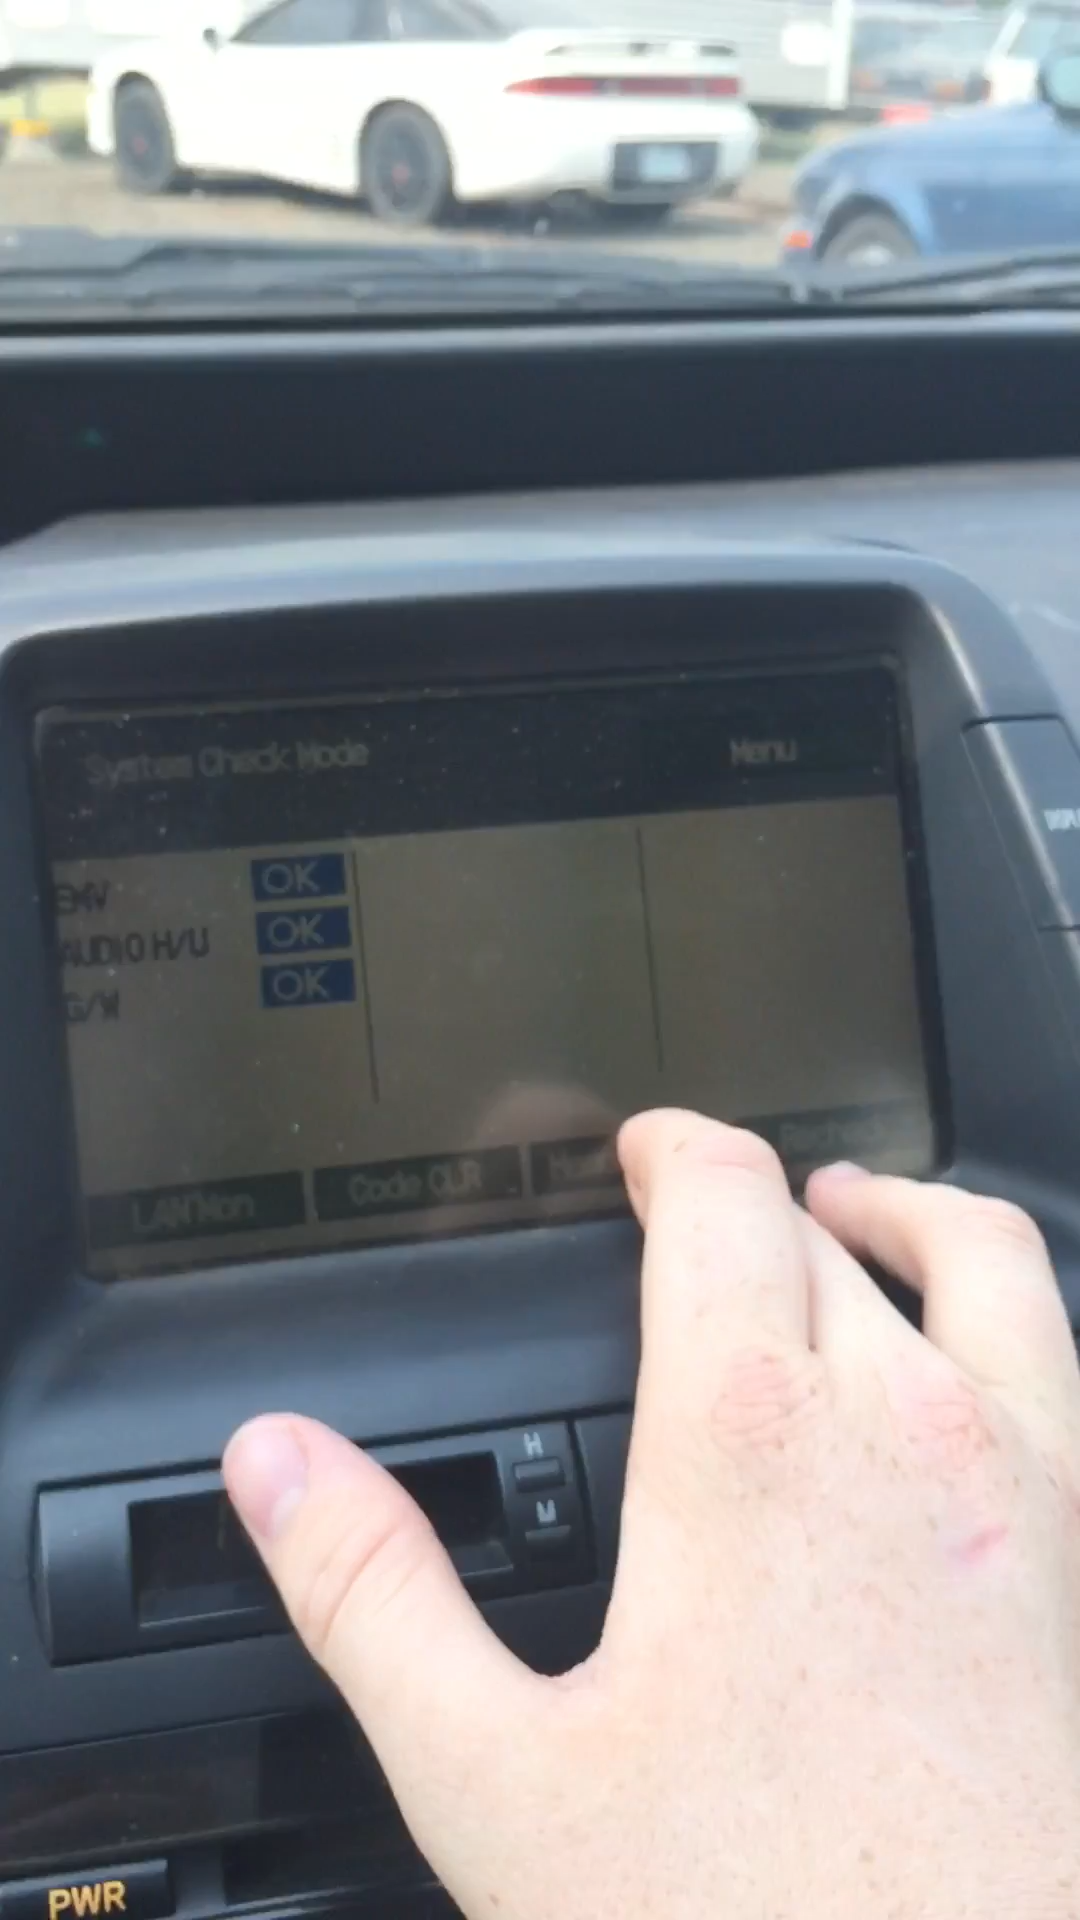 System Check Mode Menu
EMV OK
AUDIO H/U OK
G/W OK
LAN Mon Code CLR
H
M
PWR